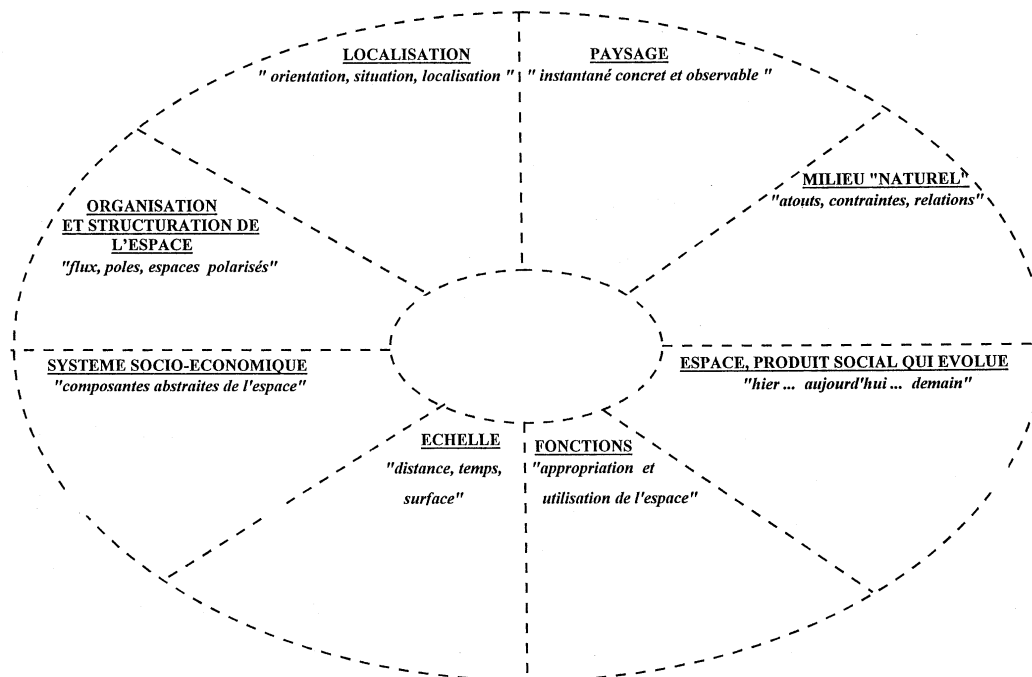 LOCALISATION
" orientation, situation, localisation "
PAYSAGE
" instantané concret et observable "
MILIEU "NATUREL"
"atouts, contraintes, relations"
ORGANISATION
ET STRUCTURATION DE
L'ESPACE
"flux, poles, espaces polarisés"
SYSTEME SOCIO-ECONOMIQUE
"composantes abstraites de l'espace"
ESPACE, PRODUIT SOCIAL QUI EVOLUE
"hier ... aujourd'hui ... demain"
ECHELLE
"distance, temps,
surface"
FONCTIONS
"appropriation et
utilisation de l'espace"